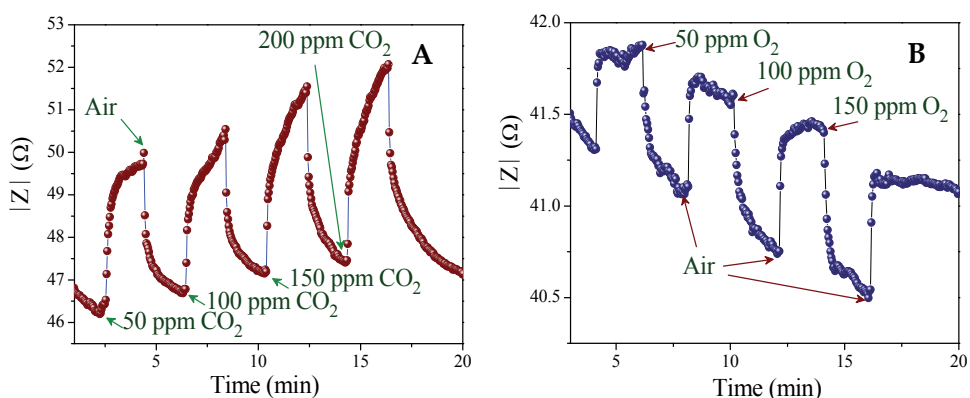 A
200 ppm CO₂
Air
50 ppm CO₂
100 ppm CO₂
150 ppm CO₂
|Z| (Ω)
53
52
51
50
49
48
47
46
5
10
15
20
Time (min)
B
50 ppm O₂
100 ppm O₂
150 ppm O₂
Air
|Z| (Ω)
42.0
41.5
41.0
40.5
5
10
15
20
Time (min)